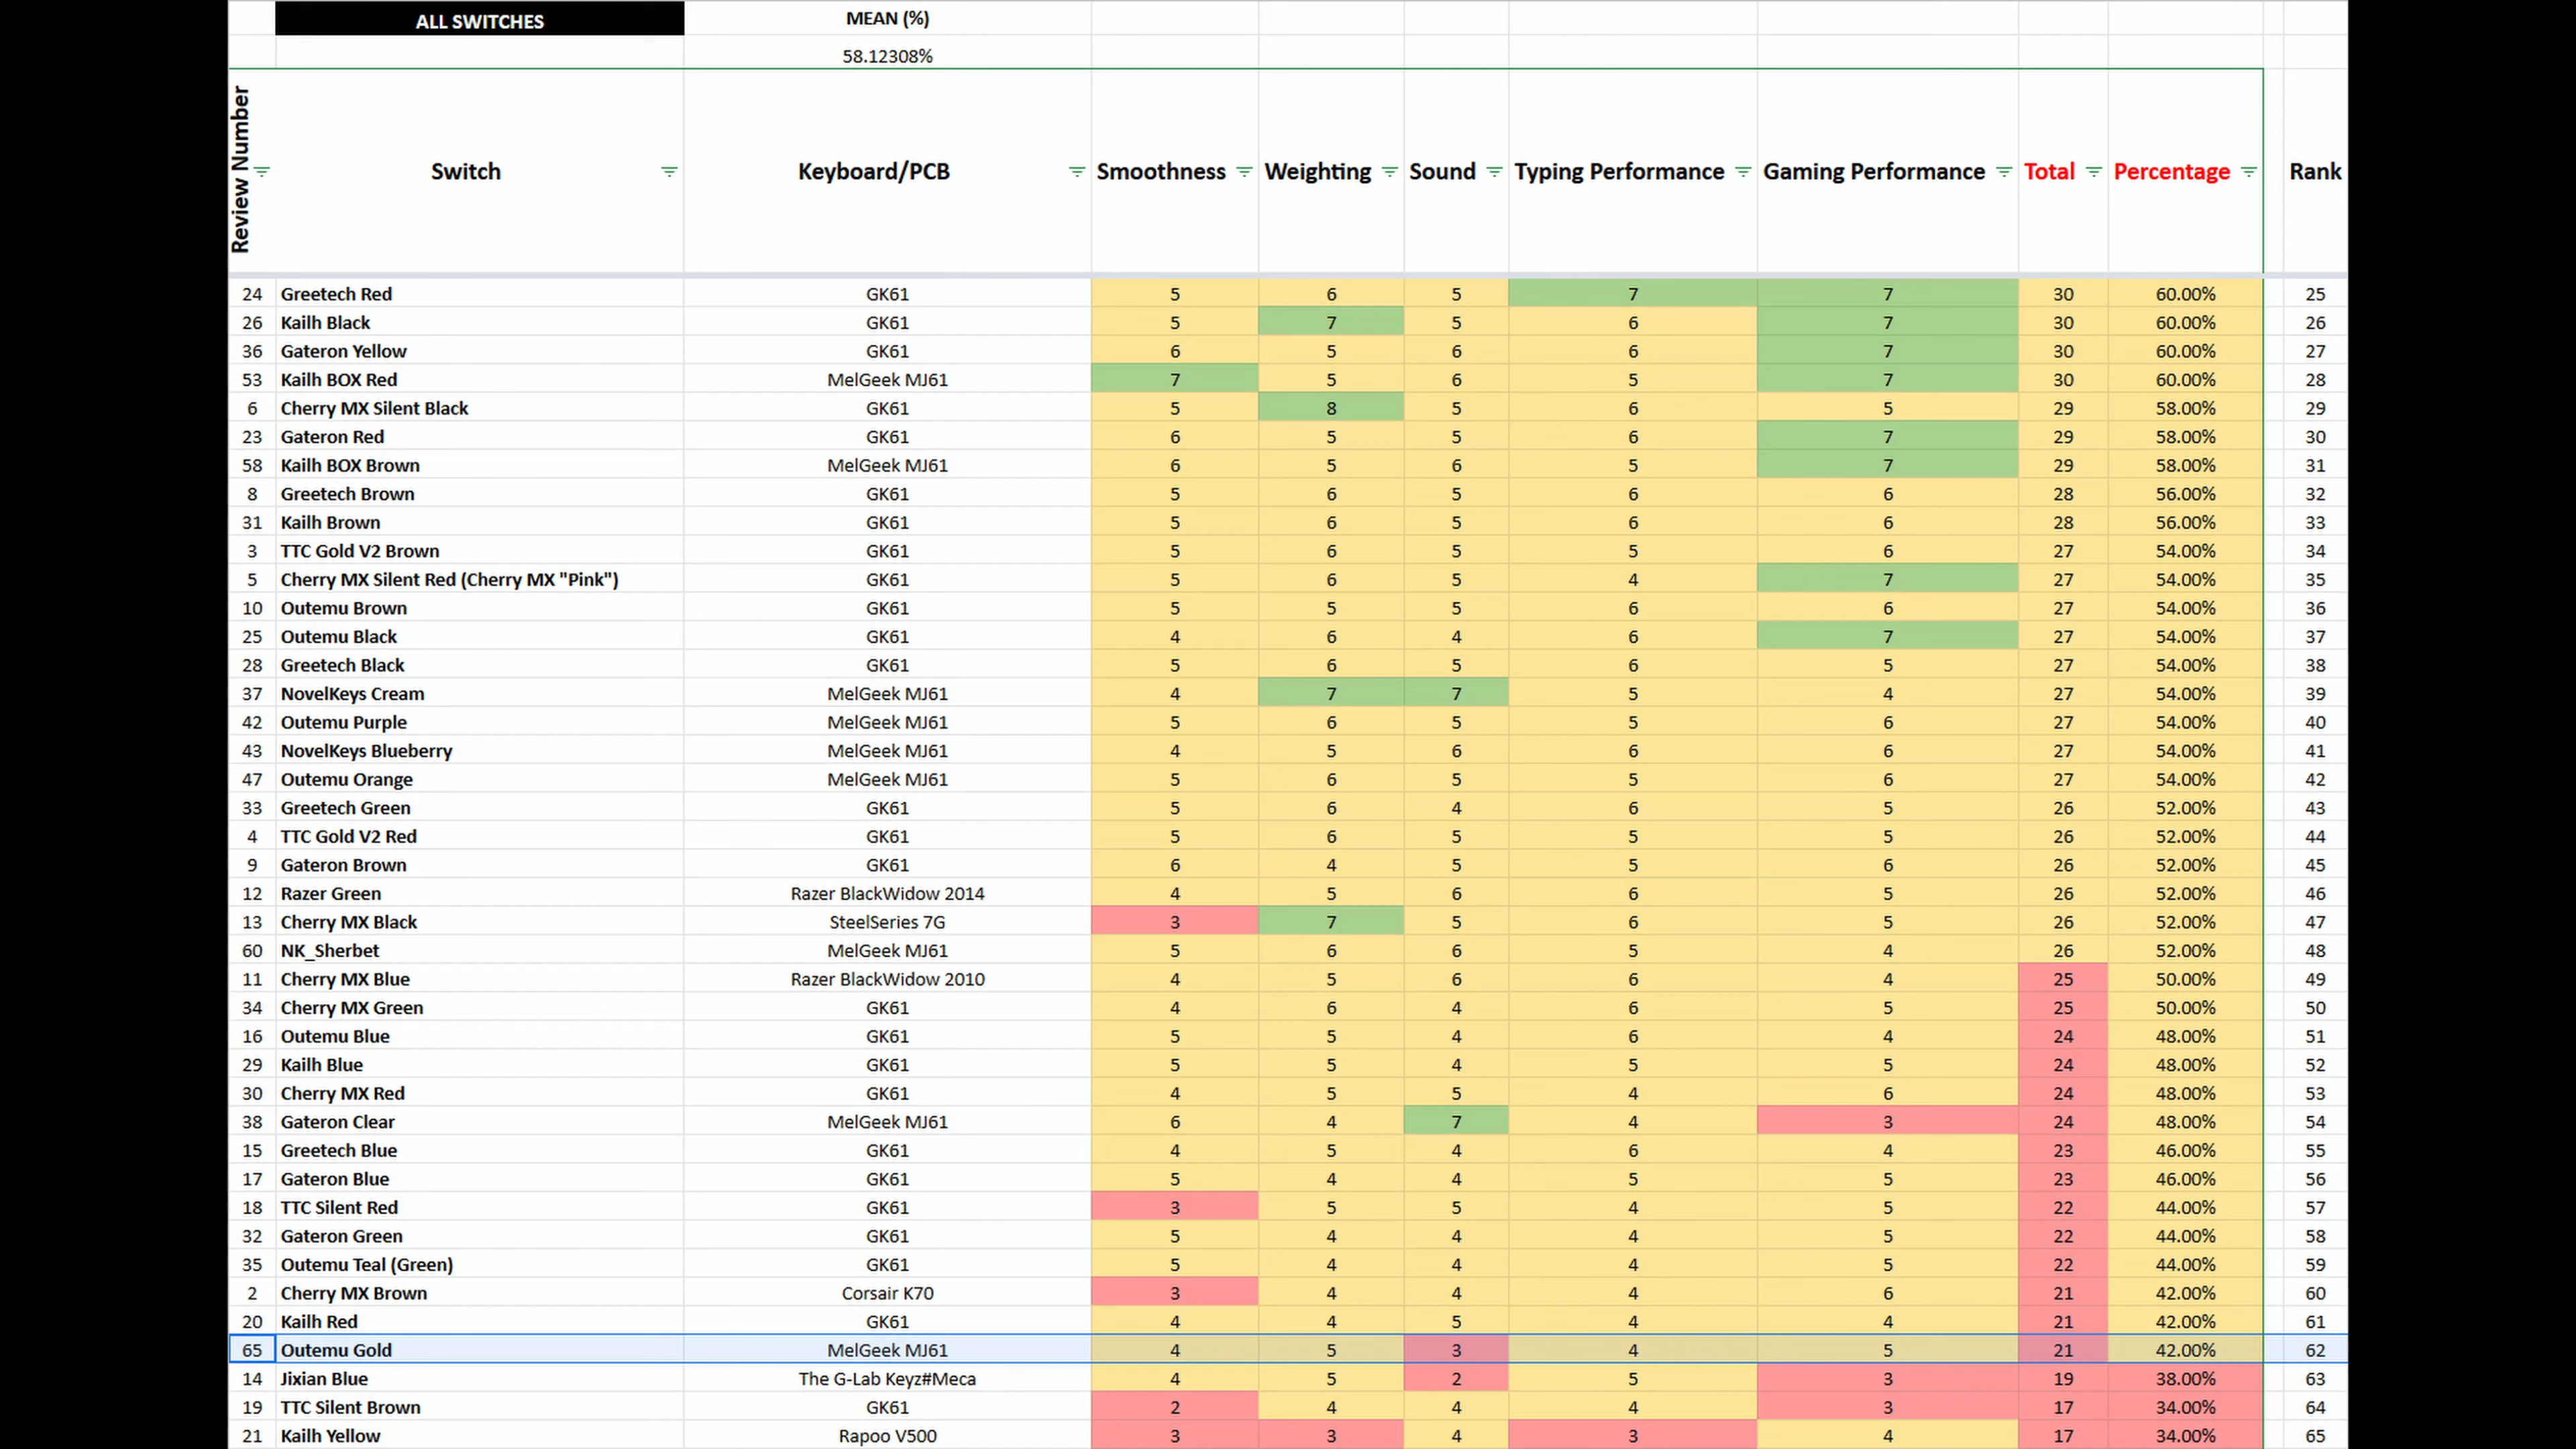 ALL SWITCHES MEAN (%)
58.12308%
Review Number Switch Keyboard/PCB Smoothness Weighting Sound Typing Performance Gaming Performance Total Percentage Rank
24 Greetech Red GK61 5 6 5 7 7 30 60.00% 25
26 Kailh Black GK61 5 7 5 6 7 30 60.00% 26
36 Gateron Yellow GK61 6 5 6 6 7 30 60.00% 27
53 Kailh BOX Red MelGeek MJ61 7 5 6 5 7 30 60.00% 28
6 Cherry MX Silent Black GK61 5 8 5 6 5 29 58.00% 29
23 Gateron Red GK61 6 5 5 6 7 29 58.00% 30
58 Kailh BOX Brown MelGeek MJ61 6 5 6 5 7 29 58.00% 31
8 Greetech Brown GK61 5 6 5 6 6 28 56.00% 32
31 Kailh Brown GK61 5 6 5 6 6 28 56.00% 33
3 TTC Gold V2 Brown GK61 5 6 5 5 6 27 54.00% 34
5 Cherry MX Silent Red (Cherry MX "Pink") GK61 5 6 5 4 7 27 54.00% 35
10 Outemu Brown GK61 5 5 5 6 6 27 54.00% 36
25 Outemu Black GK61 4 6 4 6 7 27 54.00% 37
28 Greetech Black GK61 5 6 5 6 5 27 54.00% 38
37 NovelKeys Cream MelGeek MJ61 4 7 7 5 4 27 54.00% 39
42 Outemu Purple MelGeek MJ61 5 6 5 5 6 27 54.00% 40
43 NovelKeys Blueberry MelGeek MJ61 4 5 6 6 6 27 54.00% 41
47 Outemu Orange MelGeek MJ61 5 6 5 5 6 27 54.00% 42
33 Greetech Green GK61 5 6 4 6 5 26 52.00% 43
4 TTC Gold V2 Red GK61 5 6 5 5 5 26 52.00% 44
9 Gateron Brown GK61 6 4 5 5 6 26 52.00% 45
12 Razer Green Razer BlackWidow 2014 4 5 6 6 5 26 52.00% 46
13 Cherry MX Black SteelSeries 7G 3 7 5 6 5 26 52.00% 47
60 NK_Sherbet MelGeek MJ61 5 6 6 5 4 26 52.00% 48
11 Cherry MX Blue Razer BlackWidow 2010 4 5 6 6 4 25 50.00% 49
34 Cherry MX Green GK61 4 6 4 6 5 25 50.00% 50
16 Outemu Blue GK61 5 5 4 6 4 24 48.00% 51
29 Kailh Blue GK61 5 5 4 5 5 24 48.00% 52
30 Cherry MX Red GK61 4 5 5 4 6 24 48.00% 53
38 Gateron Clear MelGeek MJ61 6 4 7 4 3 24 48.00% 54
15 Greetech Blue GK61 4 5 4 6 4 23 46.00% 55
17 Gateron Blue GK61 5 4 4 5 5 23 46.00% 56
18 TTC Silent Red GK61 3 5 5 4 5 22 44.00% 57
32 Gateron Green GK61 5 4 4 4 5 22 44.00% 58
35 Outemu Teal (Green) GK61 5 4 4 4 5 22 44.00% 59
2 Cherry MX Brown Corsair K70 3 4 4 4 6 21 42.00% 60
20 Kailh Red GK61 4 4 5 4 4 21 42.00% 61
65 Outemu Gold MelGeek MJ61 4 5 3 4 5 21 42.00% 62
14 Jixian Blue The G-Lab Keyz#Meca 4 5 2 5 3 19 38.00% 63
19 TTC Silent Brown GK61 2 4 4 4 3 17 34.00% 64
21 Kailh Yellow Rapoo V500 3 3 4 3 4 17 34.00% 65